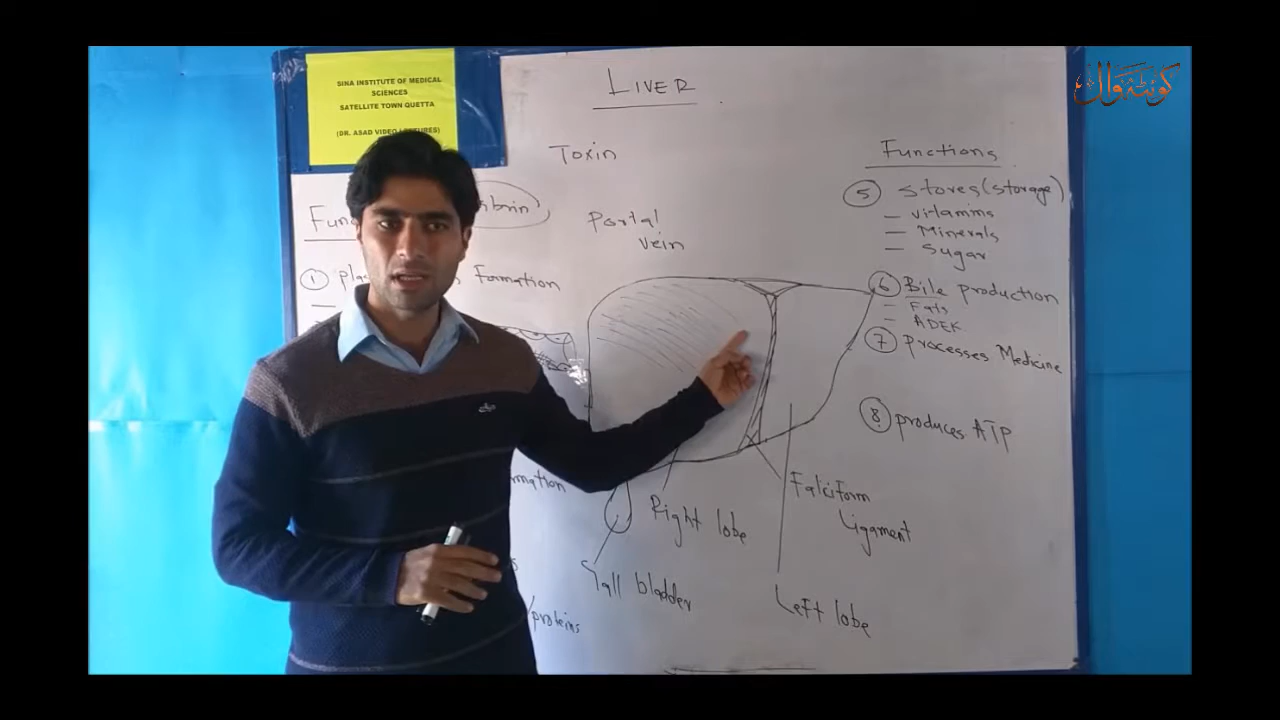 SINA INSTITUTE OF MEDICAL
SCIENCES
SATELLITE TOWN QUETTA
(DR. ASAD VIDEO LECTURES)
LIVER
Toxin
Portal
vein
Formation
Right lobe
Gall bladder
Falciform
Ligament
Left lobe
proteins
Functions
5 stores (storage)
– vitamins
– Minerals
– Sugar
6 Bile production
– Fats
– ADEK
7 processes Medicine
8 produces ATP
کوئٹہ وال